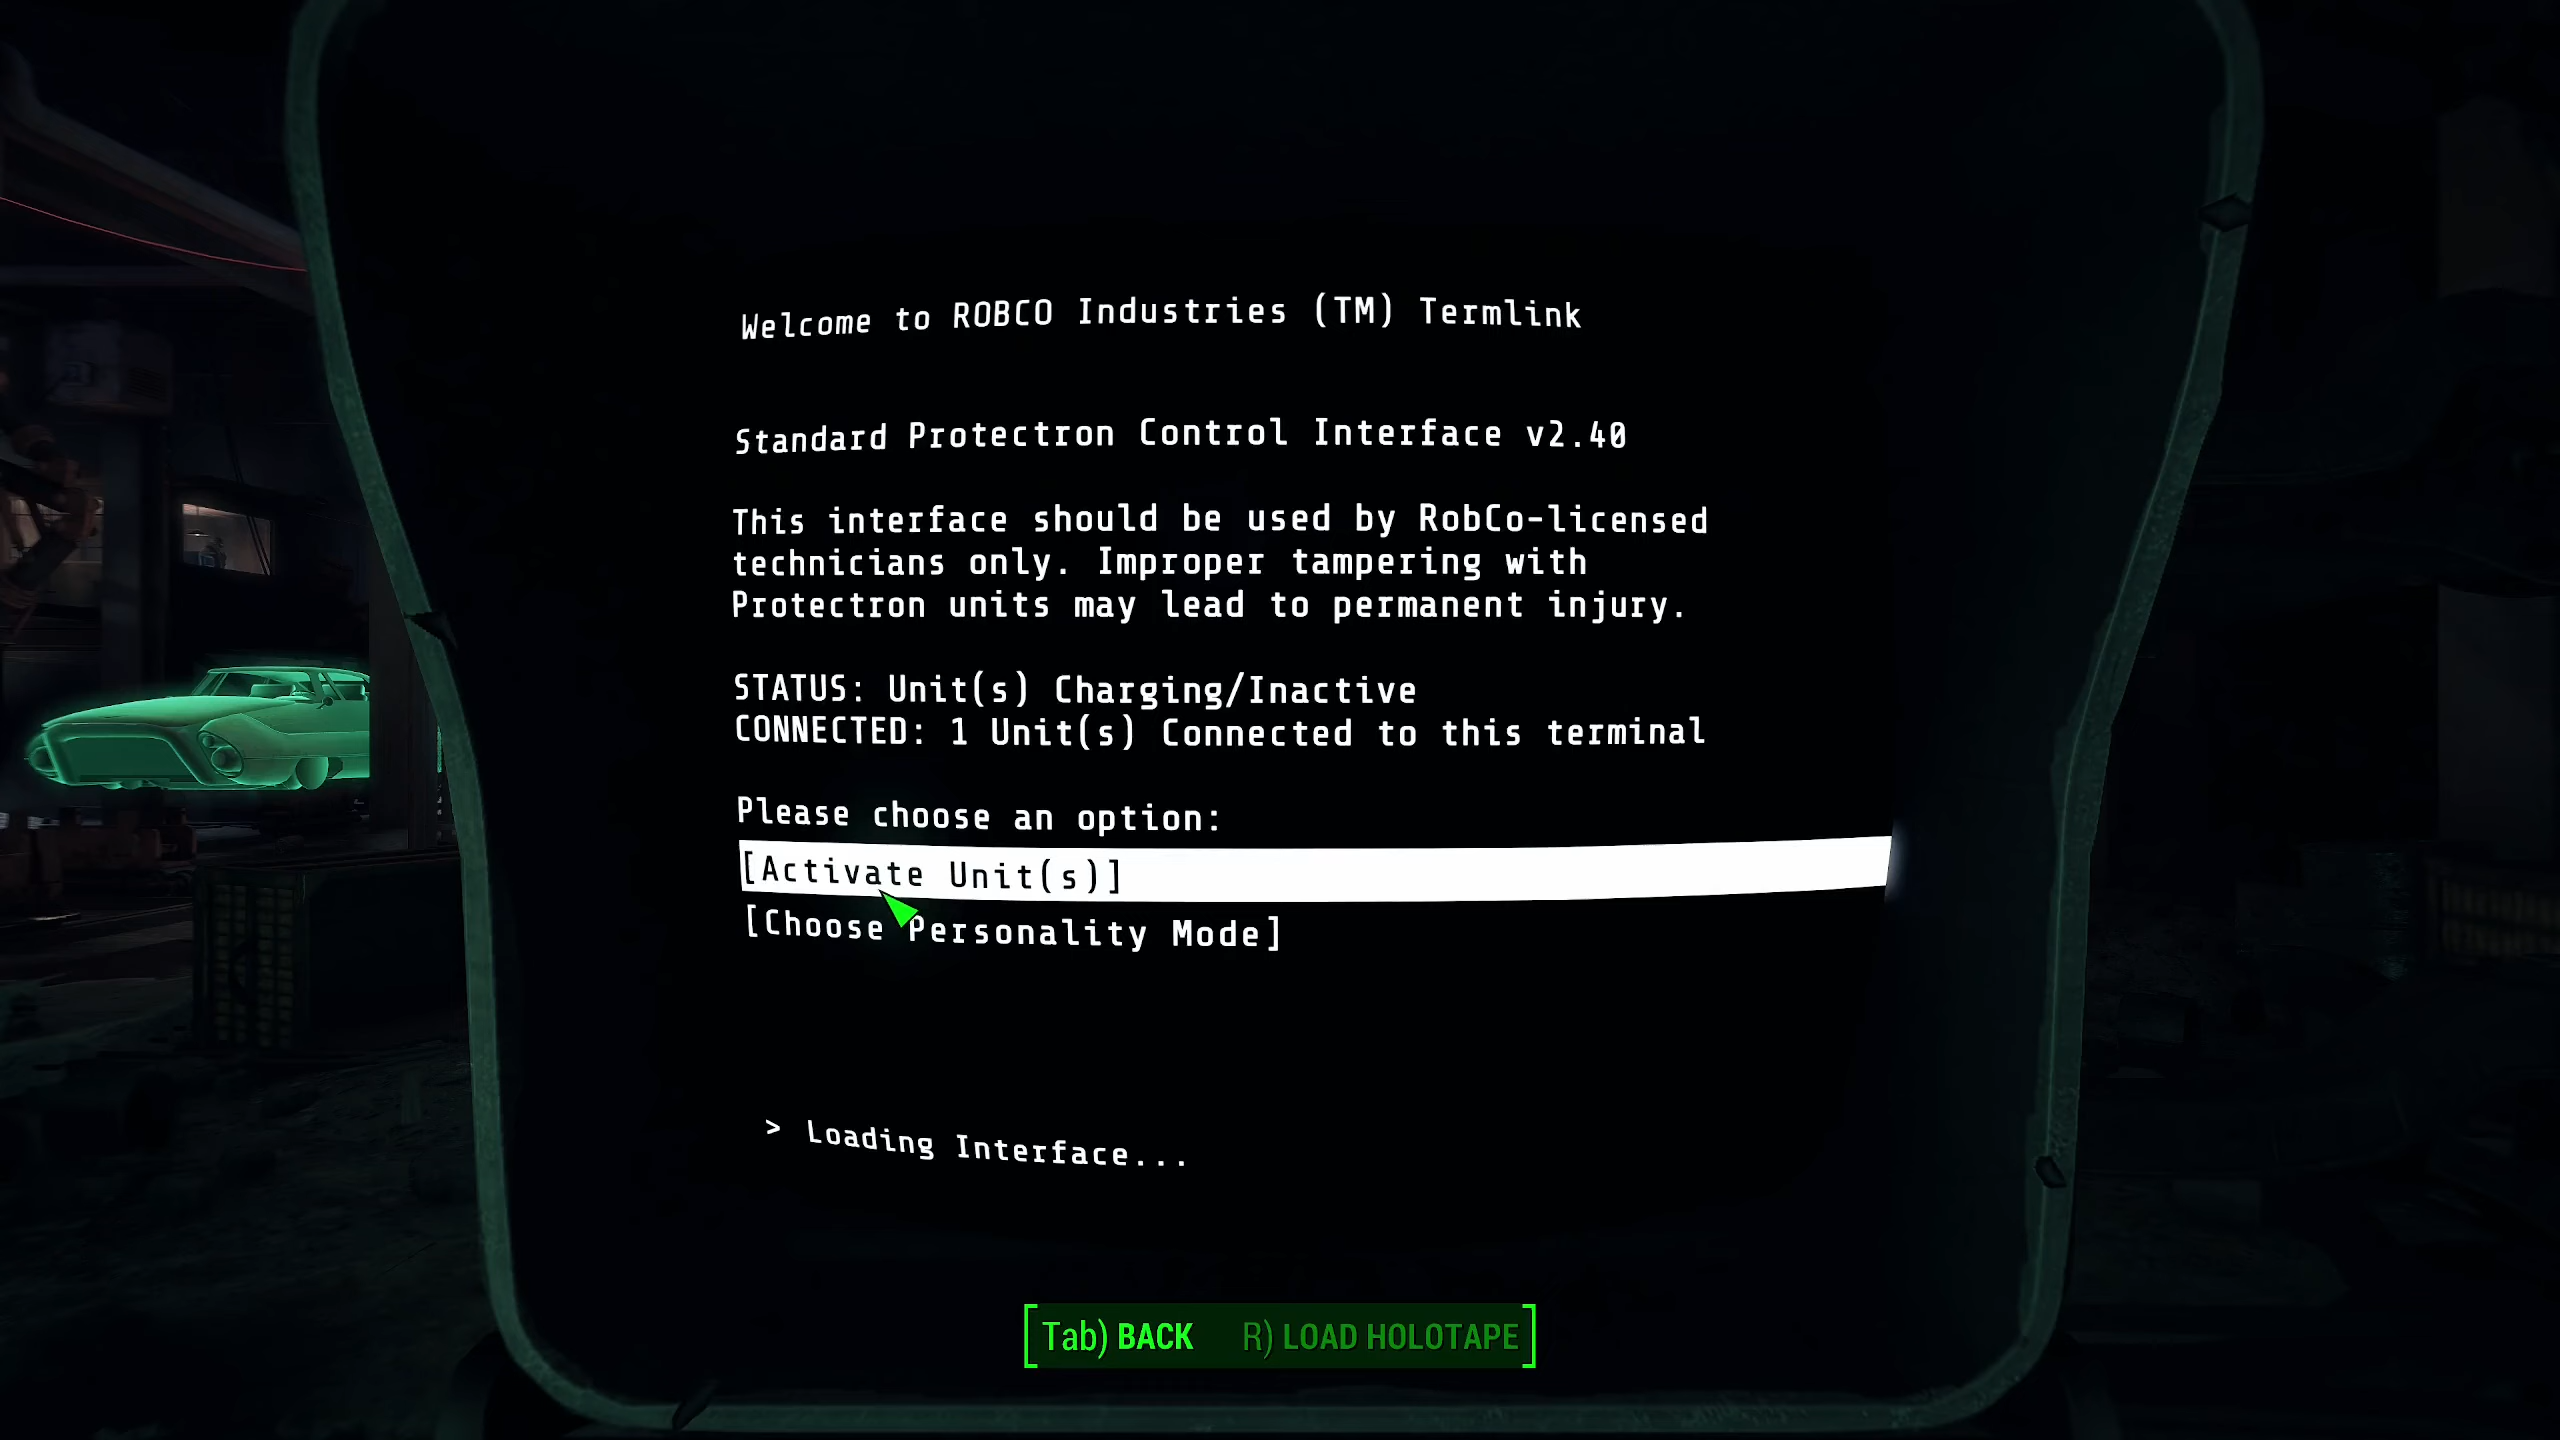 Welcome to ROBCO Industries (TM) Termlink
Standard Protectron Control Interface v2.40
This interface should be used by RobCo-licensed
technicians only. Improper tampering with
Protectron units may lead to permanent injury.
STATUS: Unit(s) Charging/Inactive
CONNECTED: 1 Unit(s) Connected to this terminal
Please choose an option:
[Activate Unit(s)]
[Choose Personality Mode]
> Loading Interface...
Tab) BACK R) LOAD HOLOTAPE